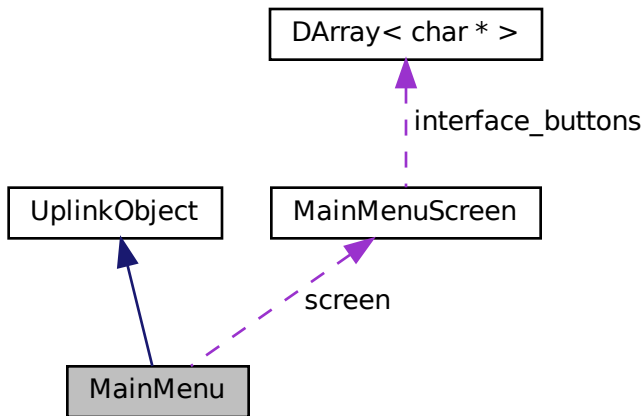 DArray< char * >
interface_buttons
UplinkObject
MainMenuScreen
screen
MainMenu